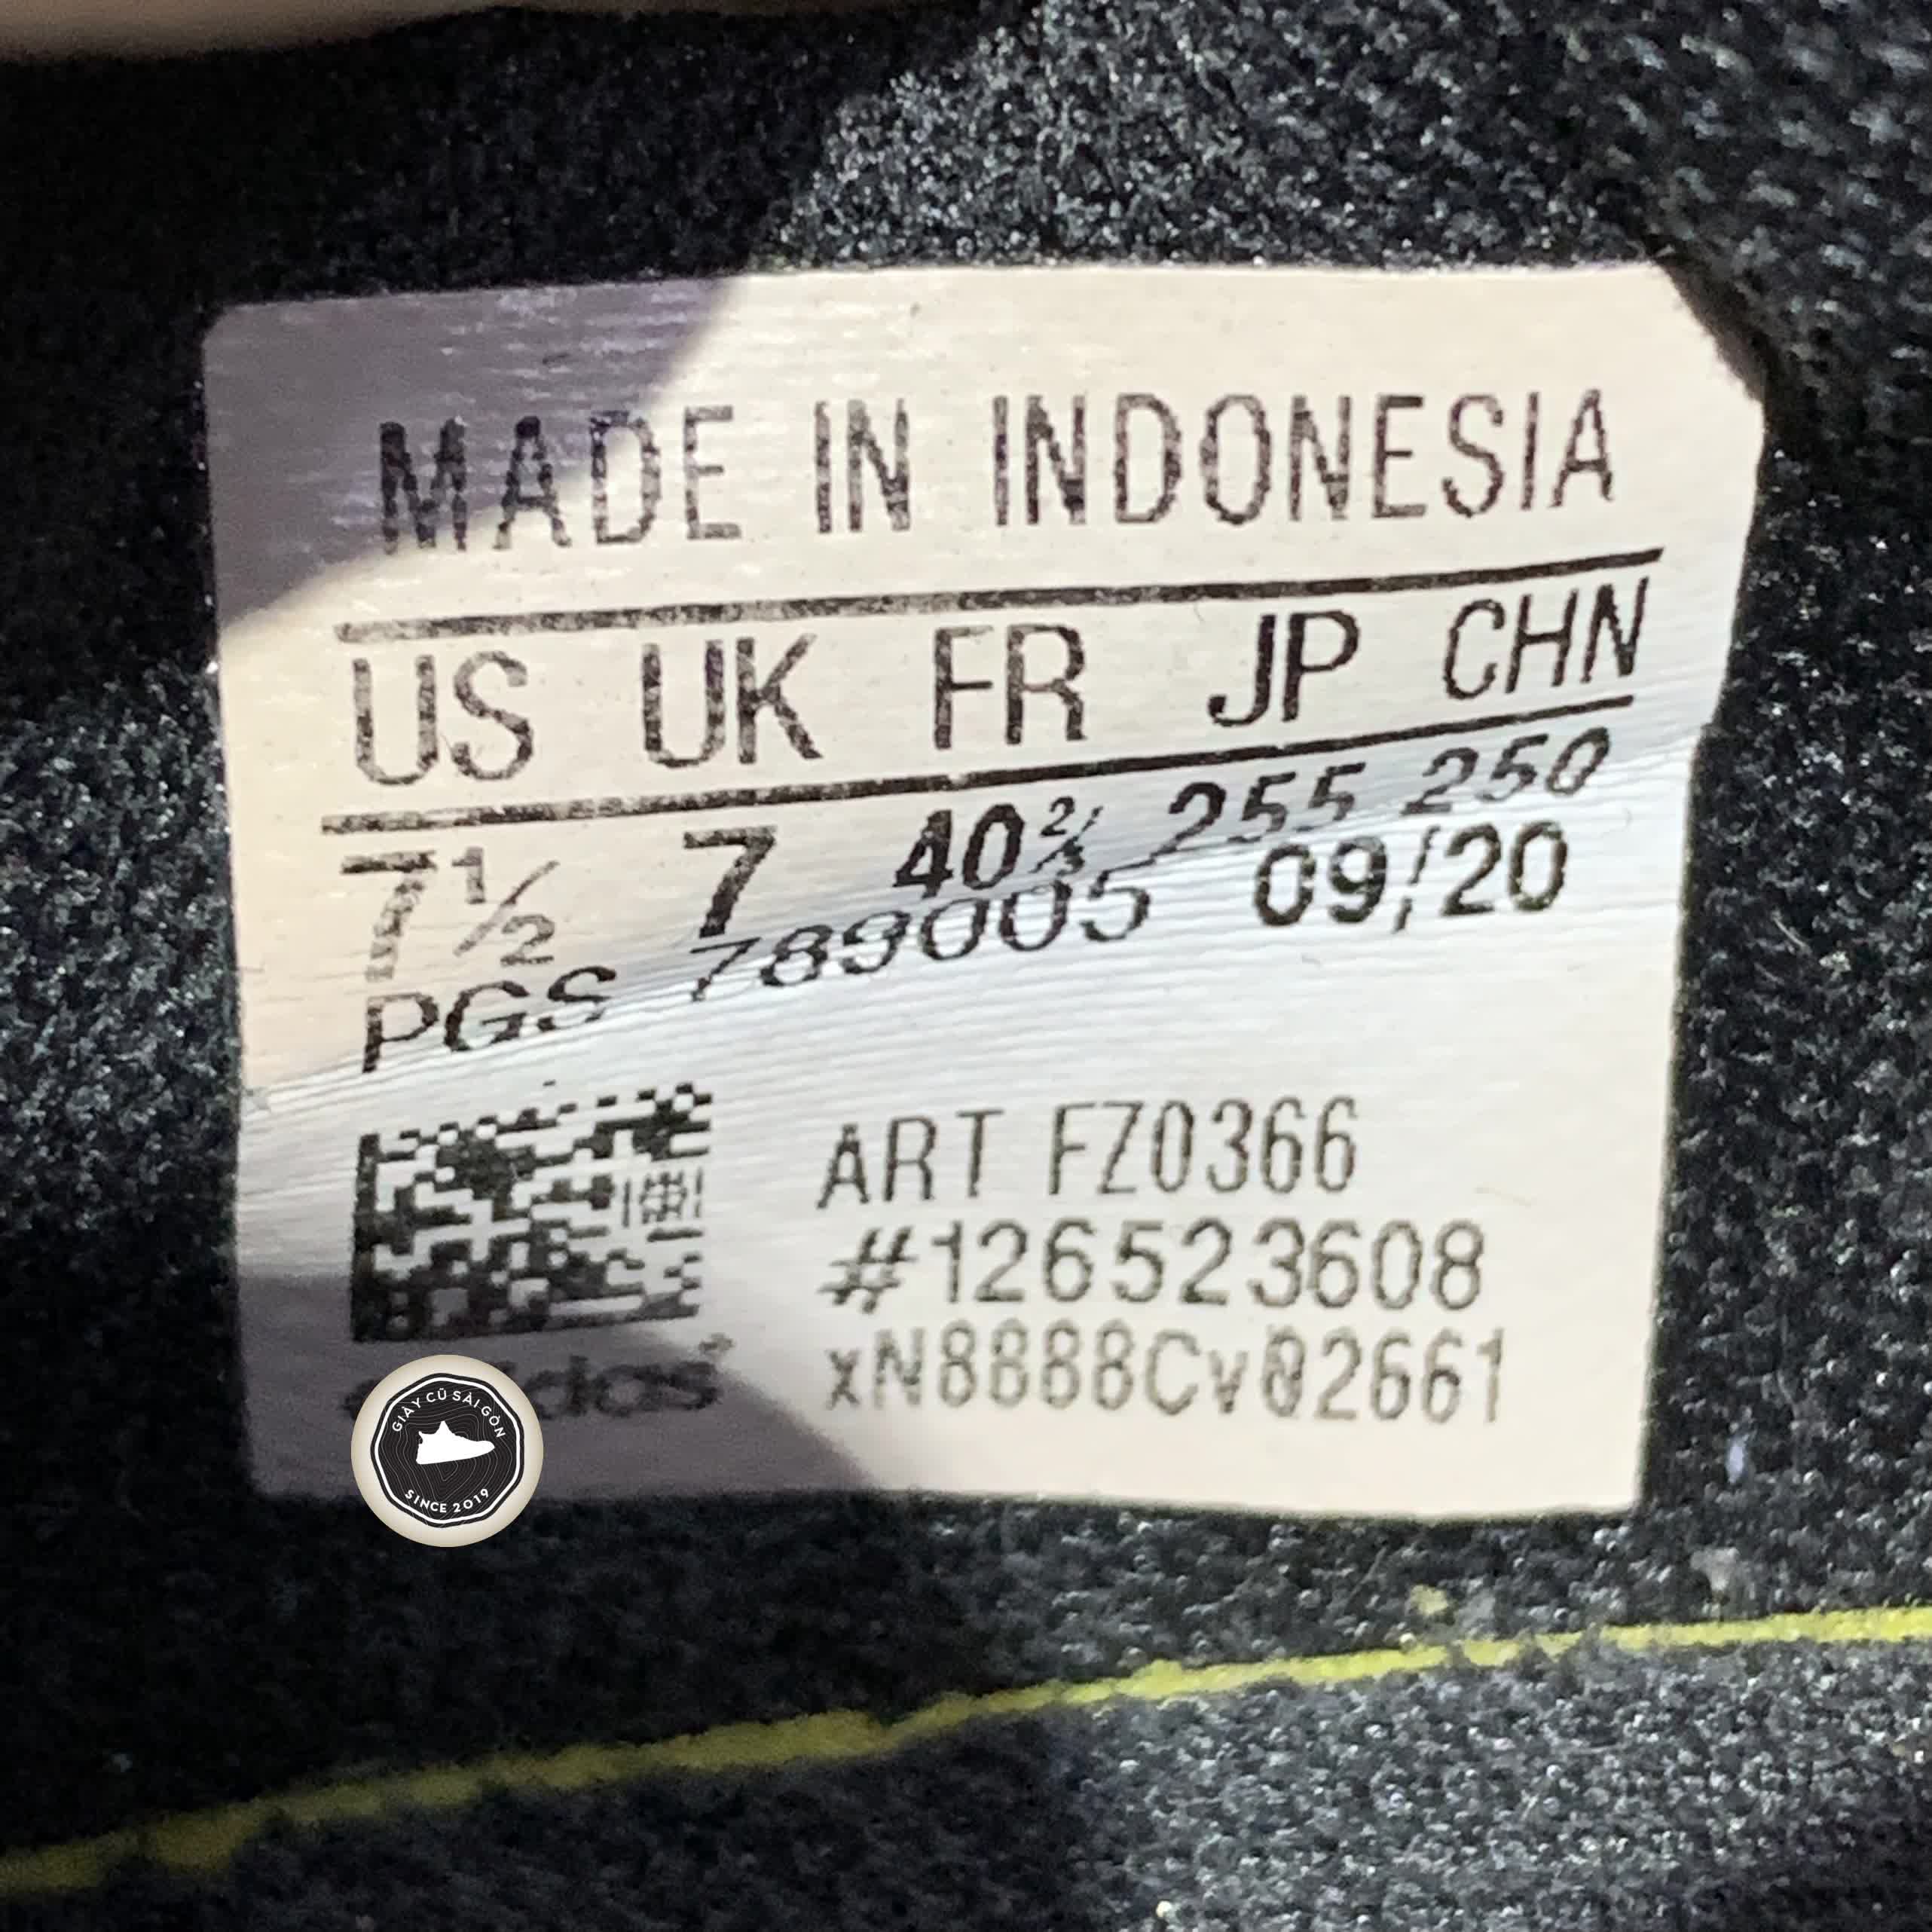 MADE IN INDONESIA
US UK FR JP CHN
7½ 7 40⅔ 255 250
PGS 789005 09/20
ART FZ0366
#126523608
xN8888Cv02661
adidas
GIÀY CŨ SÀI GÒN
SINCE 2019